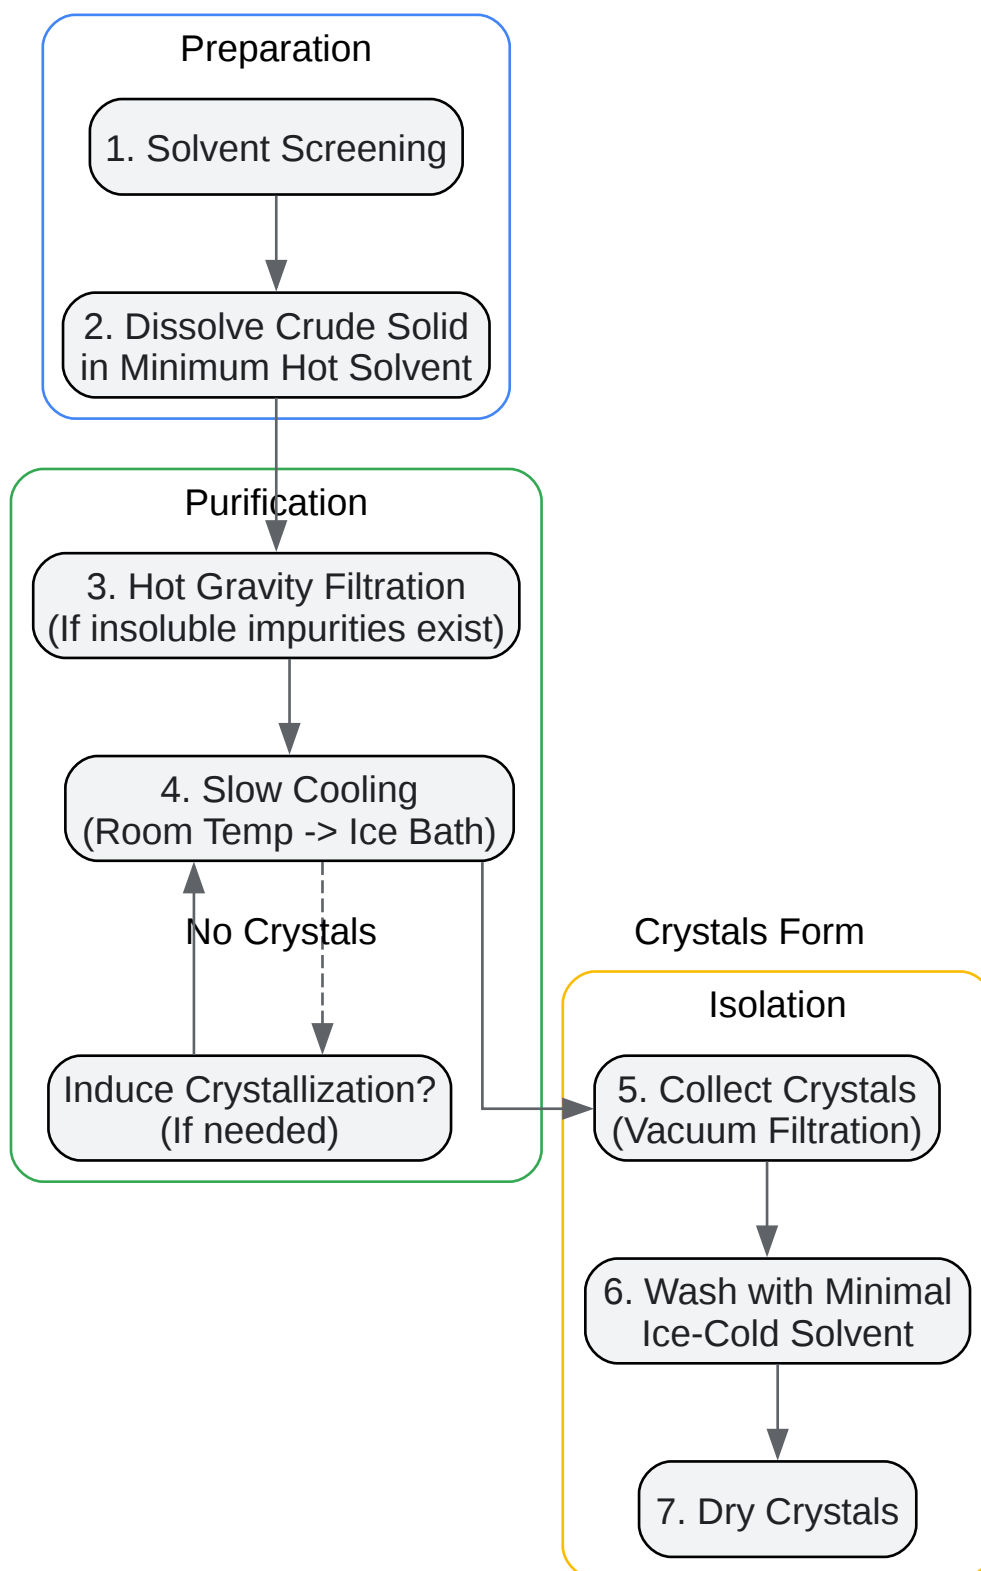 Preparation
1. Solvent Screening
2. Dissolve Crude Solid
in Minimum Hot Solvent
Purification
3. Hot Gravity Filtration
(If insoluble impurities exist)
4. Slow Cooling
(Room Temp -> Ice Bath)
No Crystals
Crystals Form
Induce Crystallization?
(If needed)
Isolation
5. Collect Crystals
(Vacuum Filtration)
6. Wash with Minimal
Ice-Cold Solvent
7. Dry Crystals